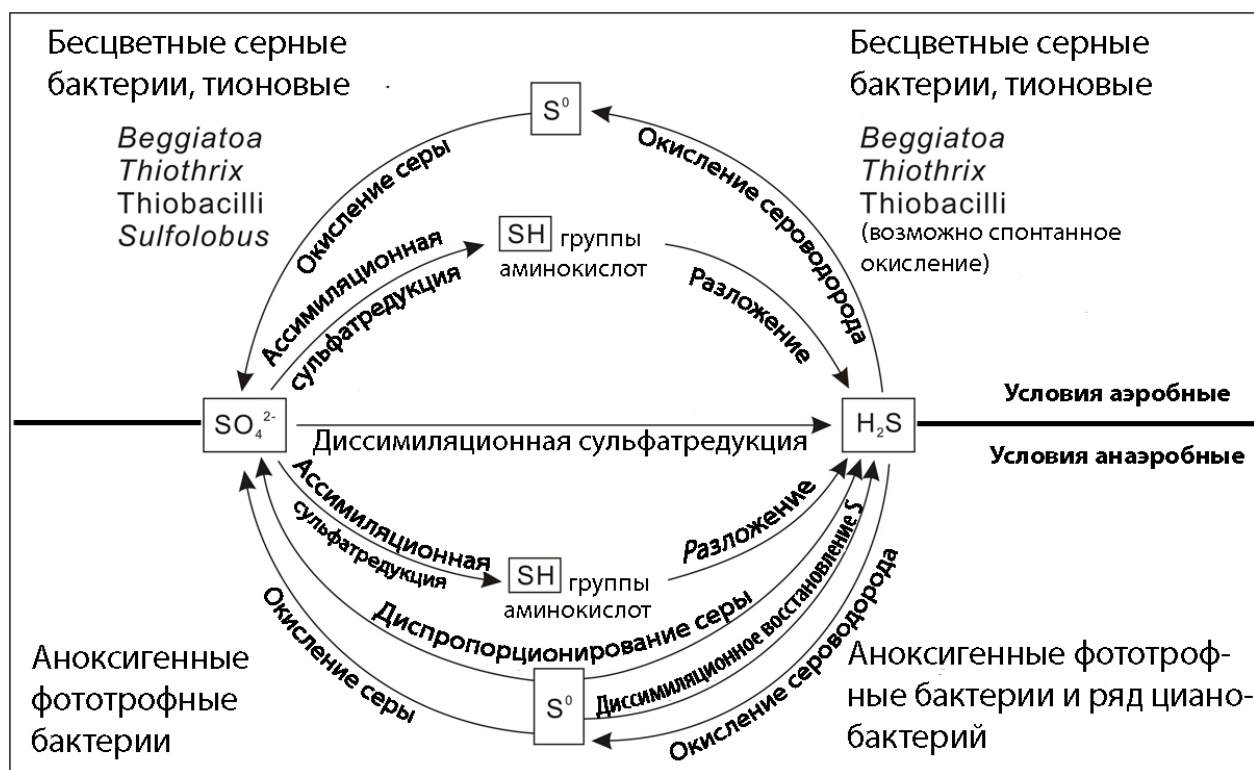 Бесцветные серные
бактерии, тионовые
Beggiatoa
Thiothrix
Thiobacilli
Sulfolobus
Бесцветные серные
бактерии, тионовые
Beggiatoa
Thiothrix
Thiobacilli
(возможно спонтанное
окисление)
S⁰
Окисление серы
Окисление сероводорода
Ассимиляционная
сульфатредукция
SH группы
аминокислот
Разложение
Условия аэробные
SO₄²⁻
Диссимиляционная сульфатредукция
H₂S
Условия анаэробные
Ассимиляционная
сульфатредукция
SH группы
аминокислот
Разложение
Диспропорционирование серы
Диссимиляционное восстановление S
Окисление серы
S⁰
Окисление сероводорода
Аноксигенные
фототрофные
бактерии
Аноксигенные фототроф-
ные бактерии и ряд циано-
бактерий